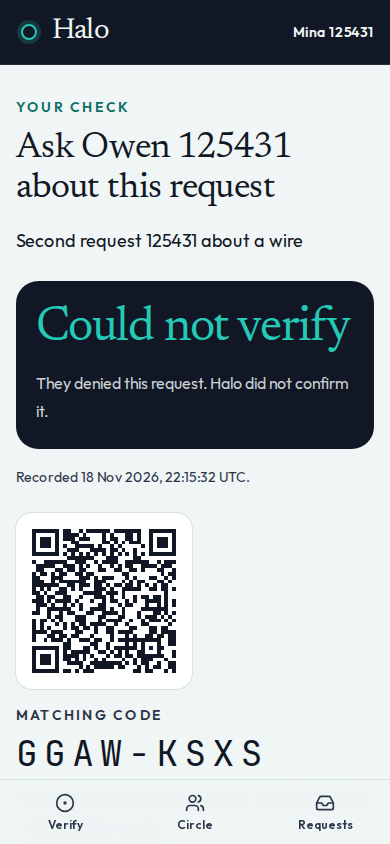 Halo
Mina 125431
YOUR CHECK
Ask Owen 125431
about this request
Second request 125431 about a wire
Could not verify
They denied this request. Halo did not confirm
it.
Recorded 18 Nov 2026, 22:15:32 UTC.
MATCHING CODE
GGAW-KSXS
Verify
Circle
Requests